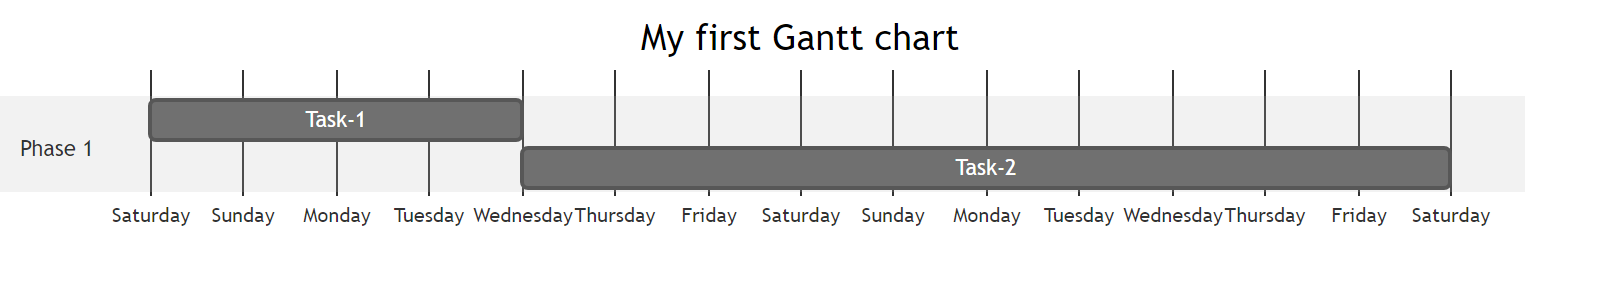 My first Gantt chart
Task-1
Phase 1
Task-2
Saturday Sunday Monday Tuesday Wednesday Thursday Friday Saturday Sunday Monday Tuesday Wednesday Thursday Friday Saturday